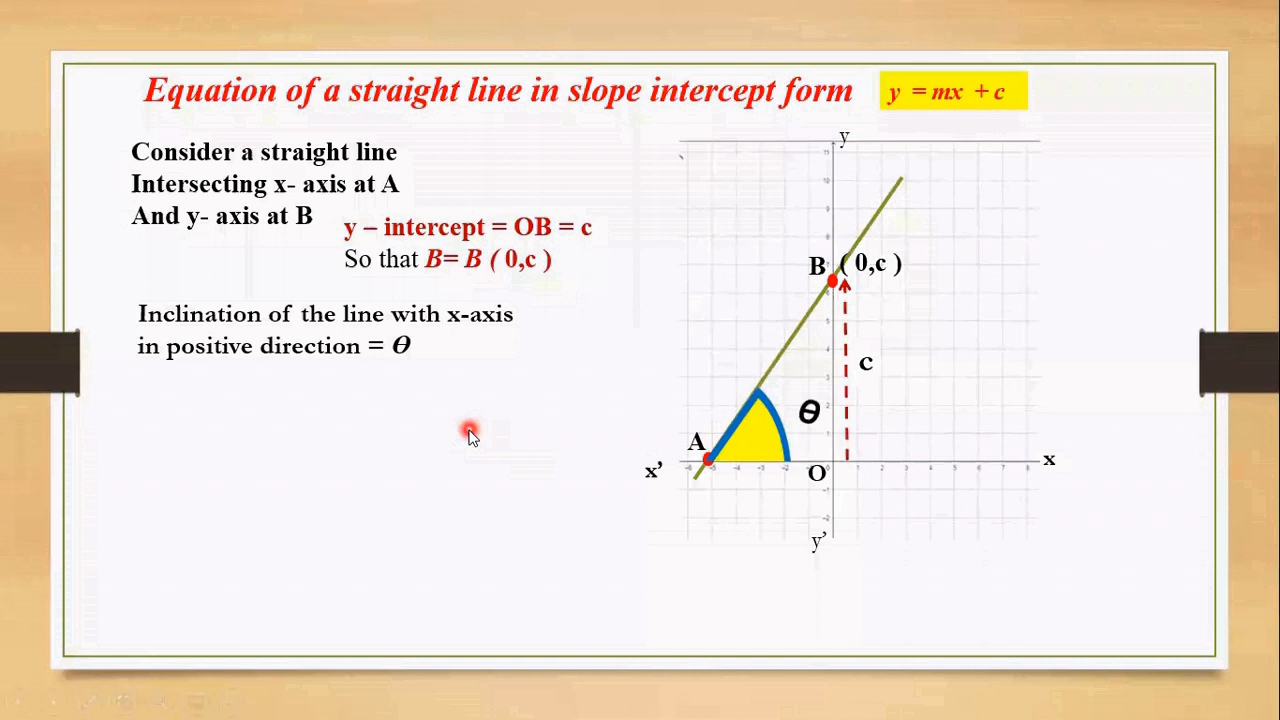 Equation of a straight line in slope intercept form
y = mx + c
Consider a straight line
Intersecting x- axis at A
And y- axis at B
y – intercept = OB = c
So that B= B ( 0,c )
Inclination of the line with x-axis
in positive direction = Ө
y
B ( 0,c )
c
Ө
A
x'
O
x
y'